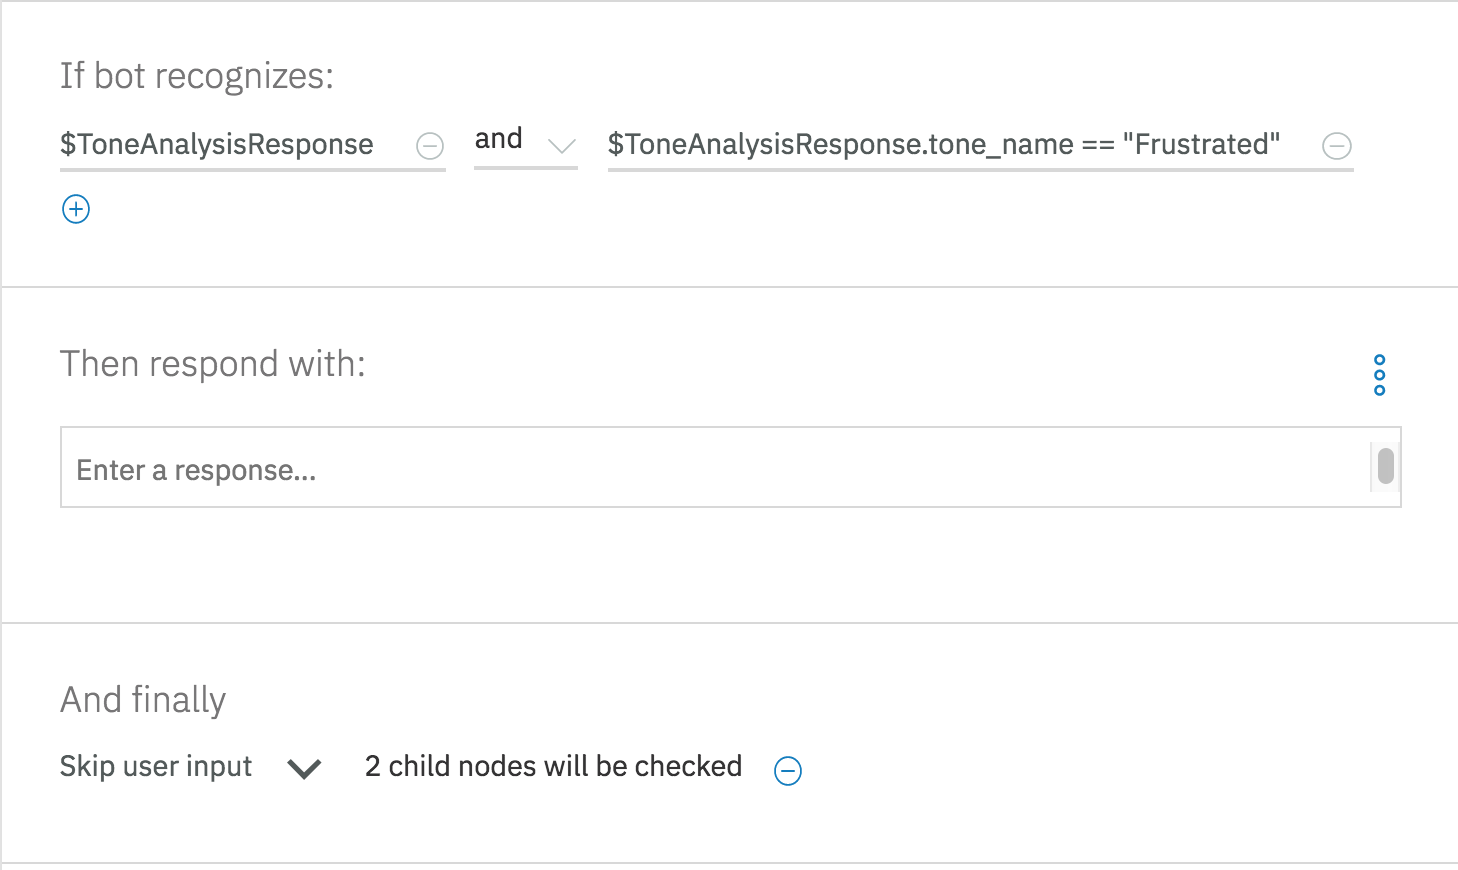 If bot recognizes:
$ToneAnalysisResponse and $ToneAnalysisResponse.tone_name == "Frustrated"
Then respond with:
Enter a response...
And finally
Skip user input 2 child nodes will be checked